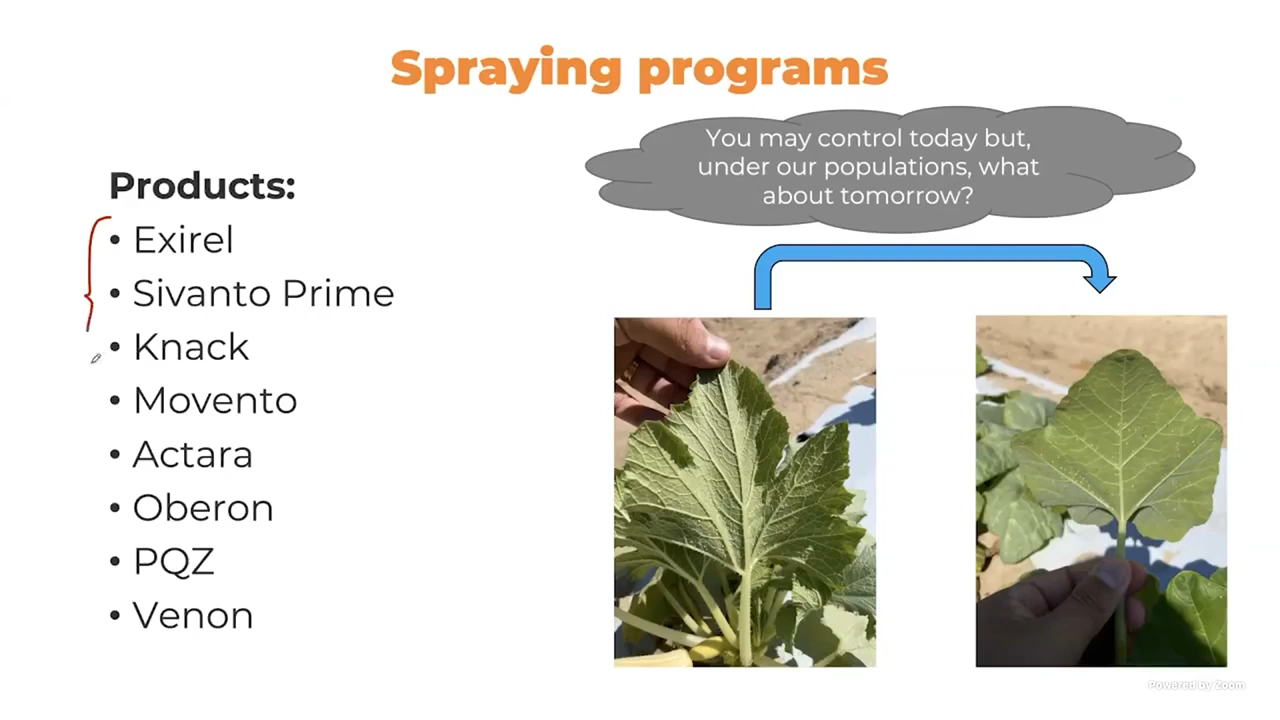 Spraying programs
You may control today but,
under our populations, what
about tomorrow?
Products:
• Exirel
• Sivanto Prime
• Knack
• Movento
• Actara
• Oberon
• PQZ
• Venon
Powered by Zoom